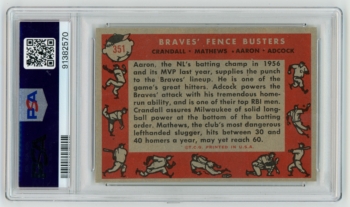 351
BRAVES' FENCE BUSTERS
CRANDALL · MATHEWS · AARON · ADCOCK
Aaron, the NL's batting champ in 1956
and its MVP last year, supplies the punch
to the Braves' lineup. He is one of the
game's great hitters. Adcock powers the
Braves' attack with his tremendous home-
run ability, and is one of their top RBI men.
Crandall assures Milwaukee of solid long-
ball power at the bottom of the batting
order. Mathews, the club's most dangerous
lefthanded slugger, hits between 30 and
40 homers a year, may yet reach 60.
©T.C.G. PRINTED IN U.S.A.
PSA
91382570